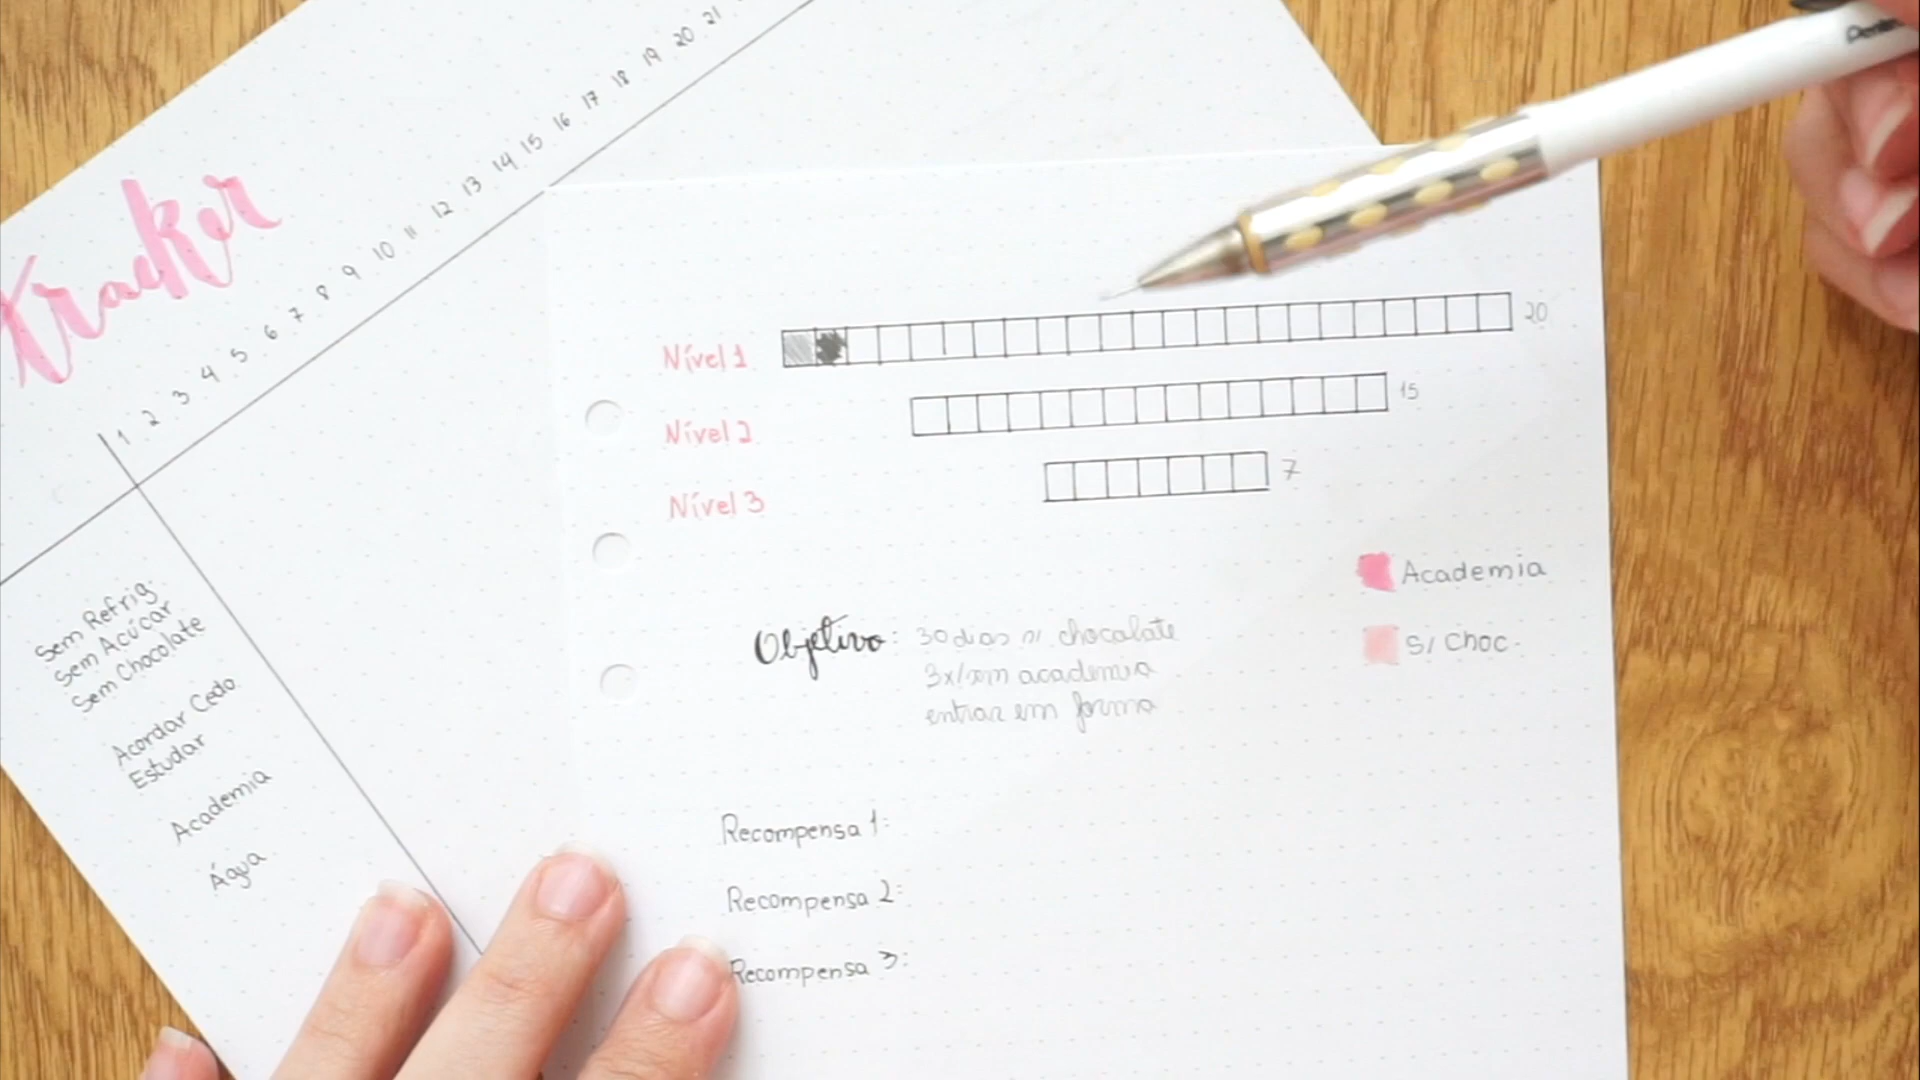 tracker
1 2 3 4 5 6 7 8 9 10 11 12 13 14 15 16 17 18 19 20 21
Sem Refrig
Sem Acúcar
Sem Chocolate
Acordar Cedo
Estudar
Academia
Água
Nível 1 20
Nível 2 15
Nível 3 7
Academia
S/ Choc.
Objetivo: 30 dias s/ chocolate
3x/sem academia
entrar em forma
Recompensa 1:
Recompensa 2:
Recompensa 3: